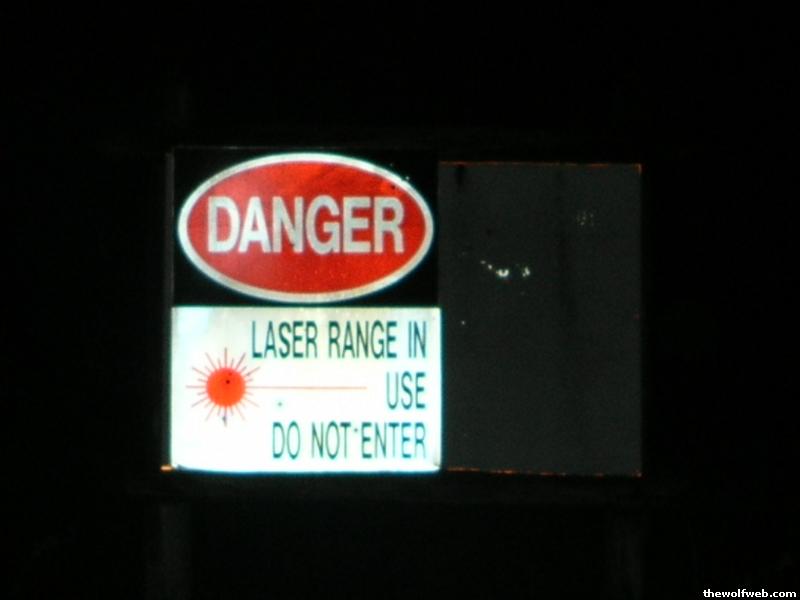 DANGER
LASER RANGE IN
USE
DO NOT ENTER
thewolfweb.com